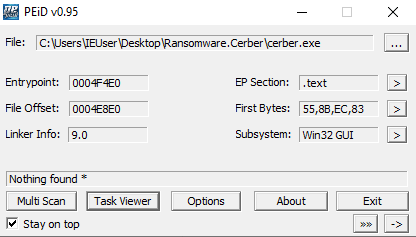 PEiD v0.95
File: C:\Users\IEUser\Desktop\Ransomware.Cerber\cerber.exe ...
Entrypoint: 0004F4E0 EP Section: .text >
File Offset: 0004E8E0 First Bytes: 55,8B,EC,83 >
Linker Info: 9.0 Subsystem: Win32 GUI >
Nothing found *
Multi Scan Task Viewer Options About Exit
Stay on top »» ->